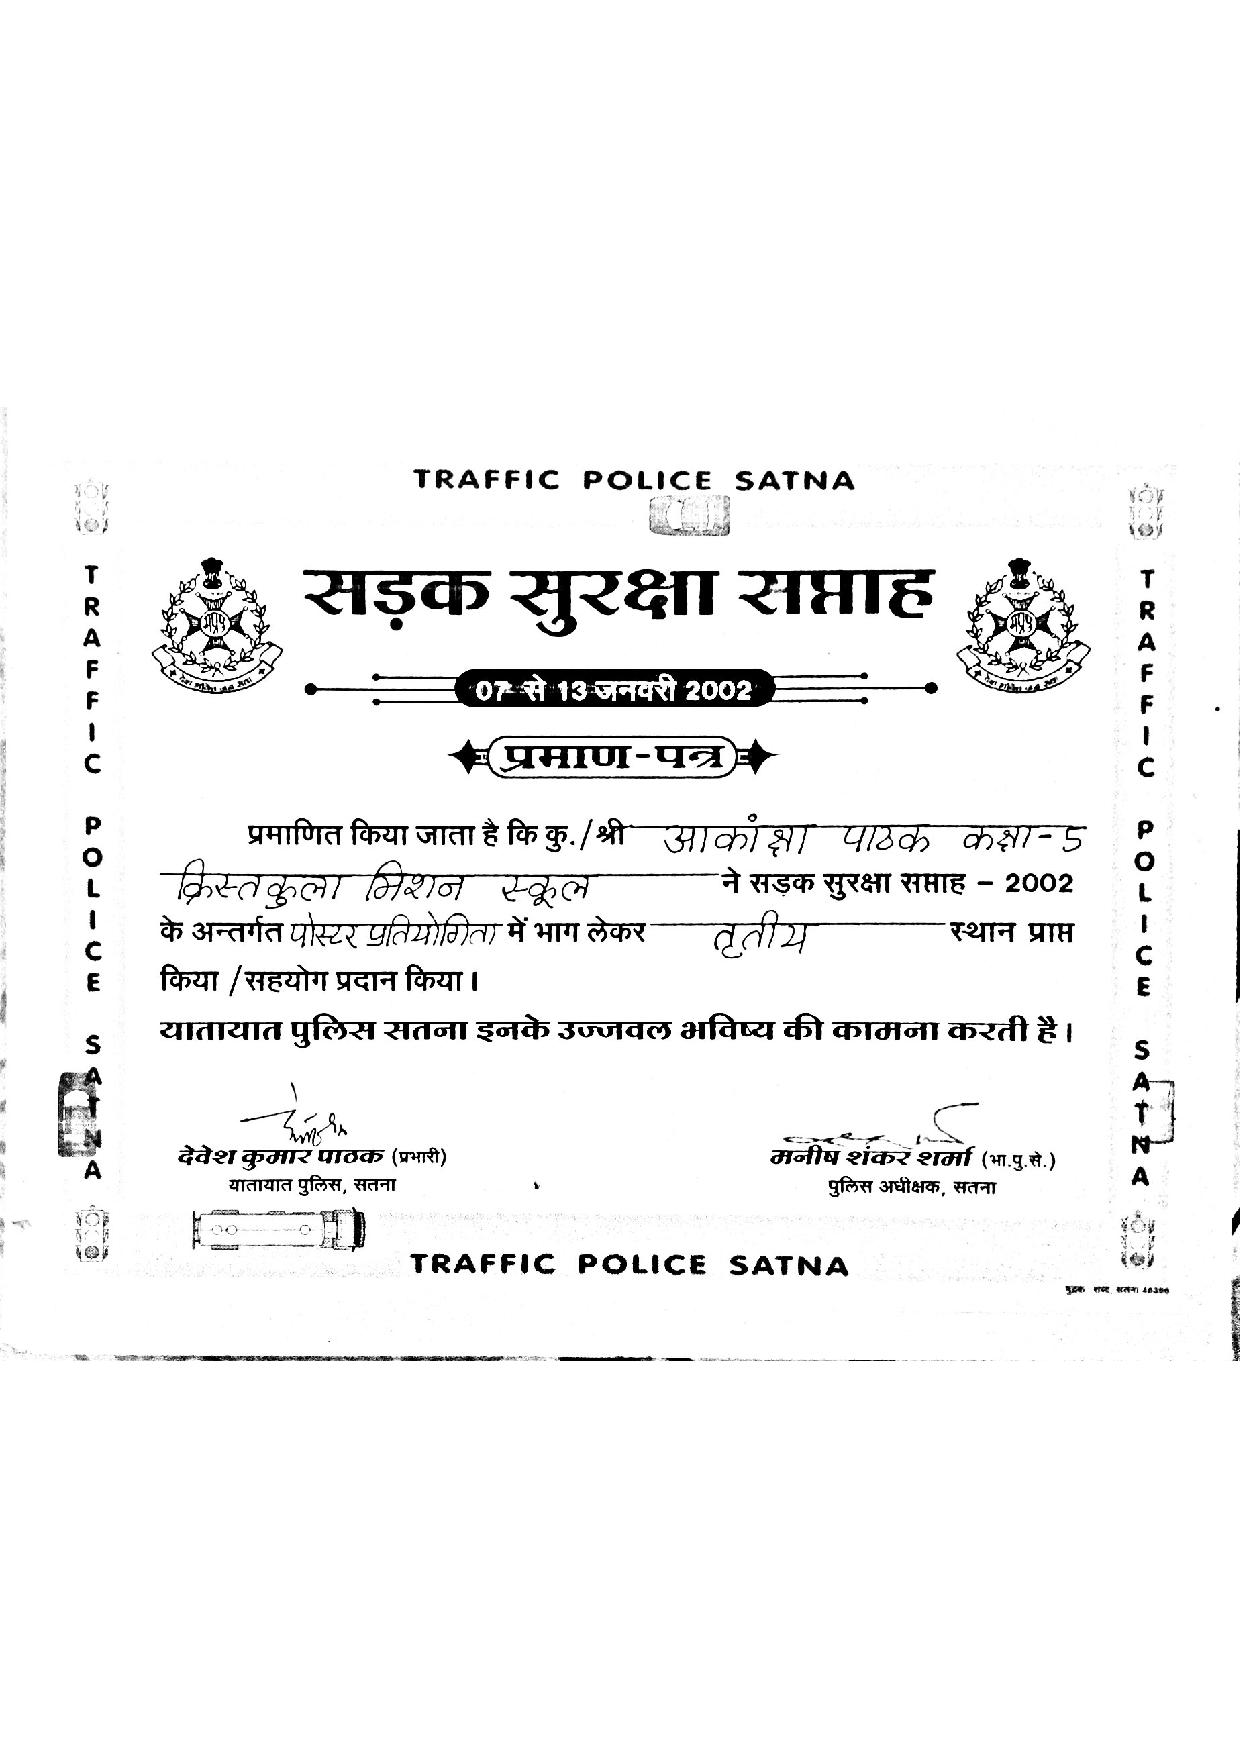 TRAFFIC POLICE SATNA
TRAFFIC POLICE SATNA
सड़क सुरक्षा सप्ताह
07 से 13 जनवरी 2002
प्रमाण-पत्र
प्रमाणित किया जाता है कि कु./श्री आकांक्षा पाठक कक्षा-5
क्रिस्तकुला मिशन स्कूल ने सड़क सुरक्षा सप्ताह - 2002
के अन्तर्गत पोस्टर प्रतियोगिता में भाग लेकर तृतीय स्थान प्राप्त
किया /सहयोग प्रदान किया।
यातायात पुलिस सतना इनके उज्जवल भविष्य की कामना करती है।
देवेश कुमार पाठक (प्रभारी)
यातायात पुलिस, सतना
मनीष शंकर शर्मा (भा.पु.से.)
पुलिस अधीक्षक, सतना
TRAFFIC POLICE SATNA
TRAFFIC POLICE SATNA